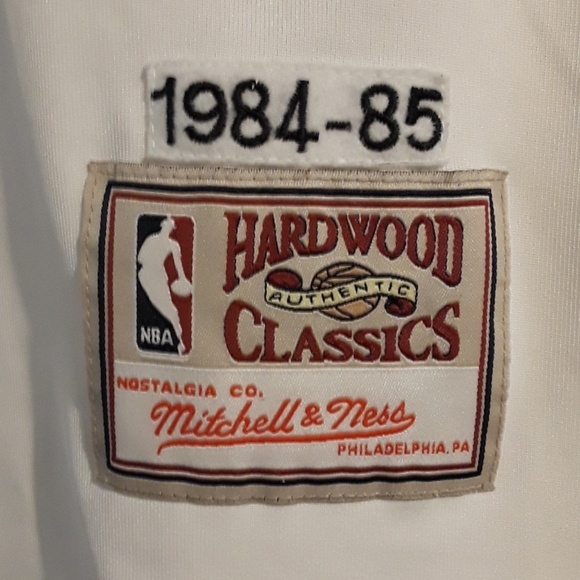 1984-85
HARDWOOD
AUTHENTIC
CLASSICS
NBA
NOSTALGIA CO.
Mitchell & Ness
PHILADELPHIA, PA